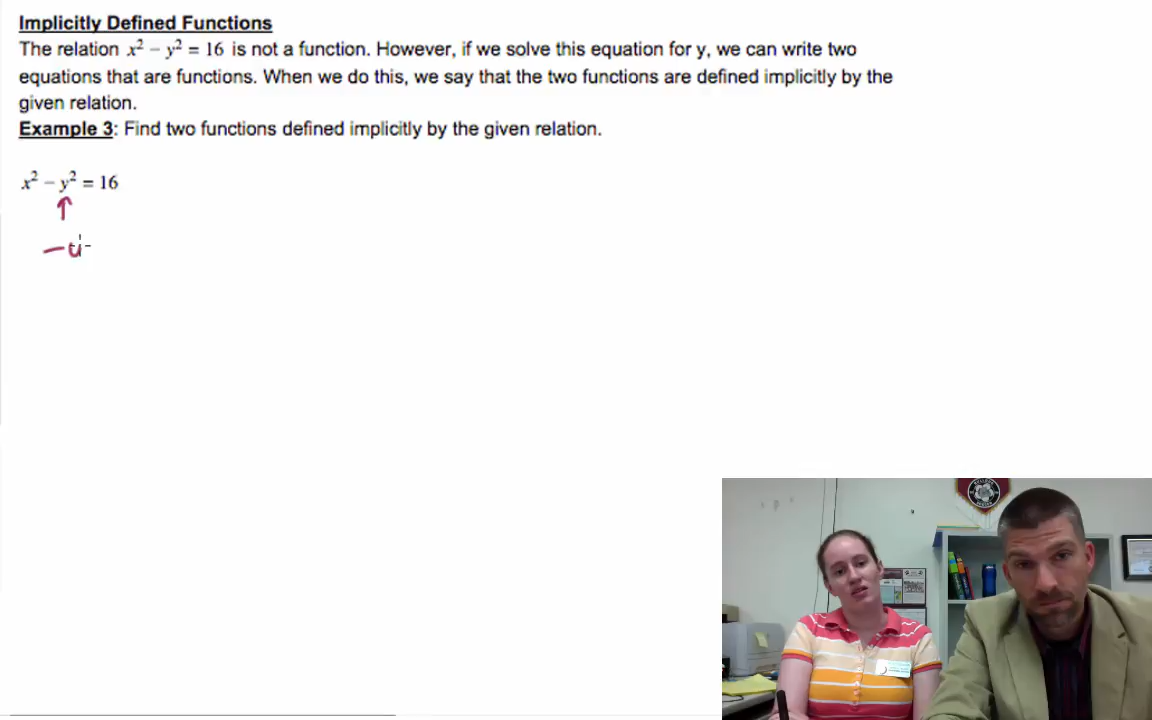 Implicitly Defined Functions
The relation x² − y² = 16 is not a function. However, if we solve this equation for y, we can write two
equations that are functions. When we do this, we say that the two functions are defined implicitly by the
given relation.
Example 3: Find two functions defined implicitly by the given relation.
x² − y² = 16